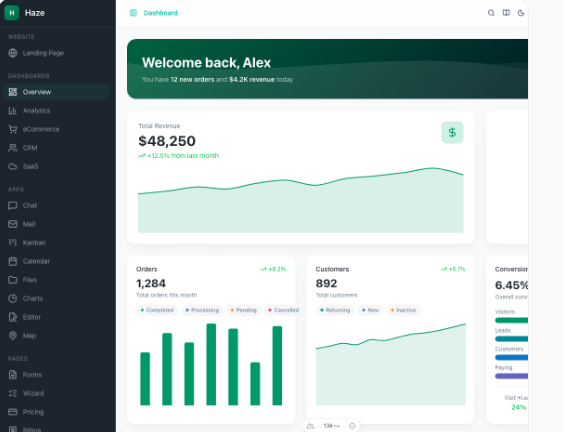 H Haze
WEBSITE
Landing Page
DASHBOARDS
Overview
Analytics
eCommerce
CRM
SaaS
APPS
Chat
Mail
Kanban
Calendar
Files
Charts
Editor
Map
PAGES
Forms
Wizard
Pricing
Billing
Dashboard
Welcome back, Alex
You have 12 new orders and $4.2K revenue today
Total Revenue
$48,250
+12.5% from last month
$
Orders
+8.2%
1,284
Total orders this month
Completed Processing Pending Cancelled
Customers
+5.1%
892
Total customers
Returning New Inactive
Conversion
6.45%
Overall conv
Visitors
Leads
Customers
Paying
Visit→Lea
24%
134